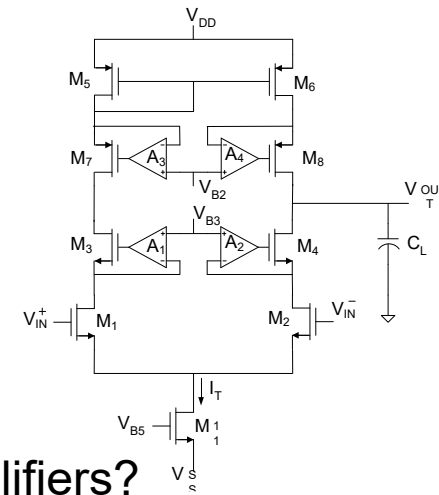 V_DD
M_5 M_6
M_7 A_3 A_4 M_8
V_B2
V_OUT
V_B3
M_3 A_1 A_2 M_4 C_L
V_IN^+ M_1 M_2 V_IN^−
I_T
V_B5 M_11
V_SS
lifiers?
- + - + + - + -